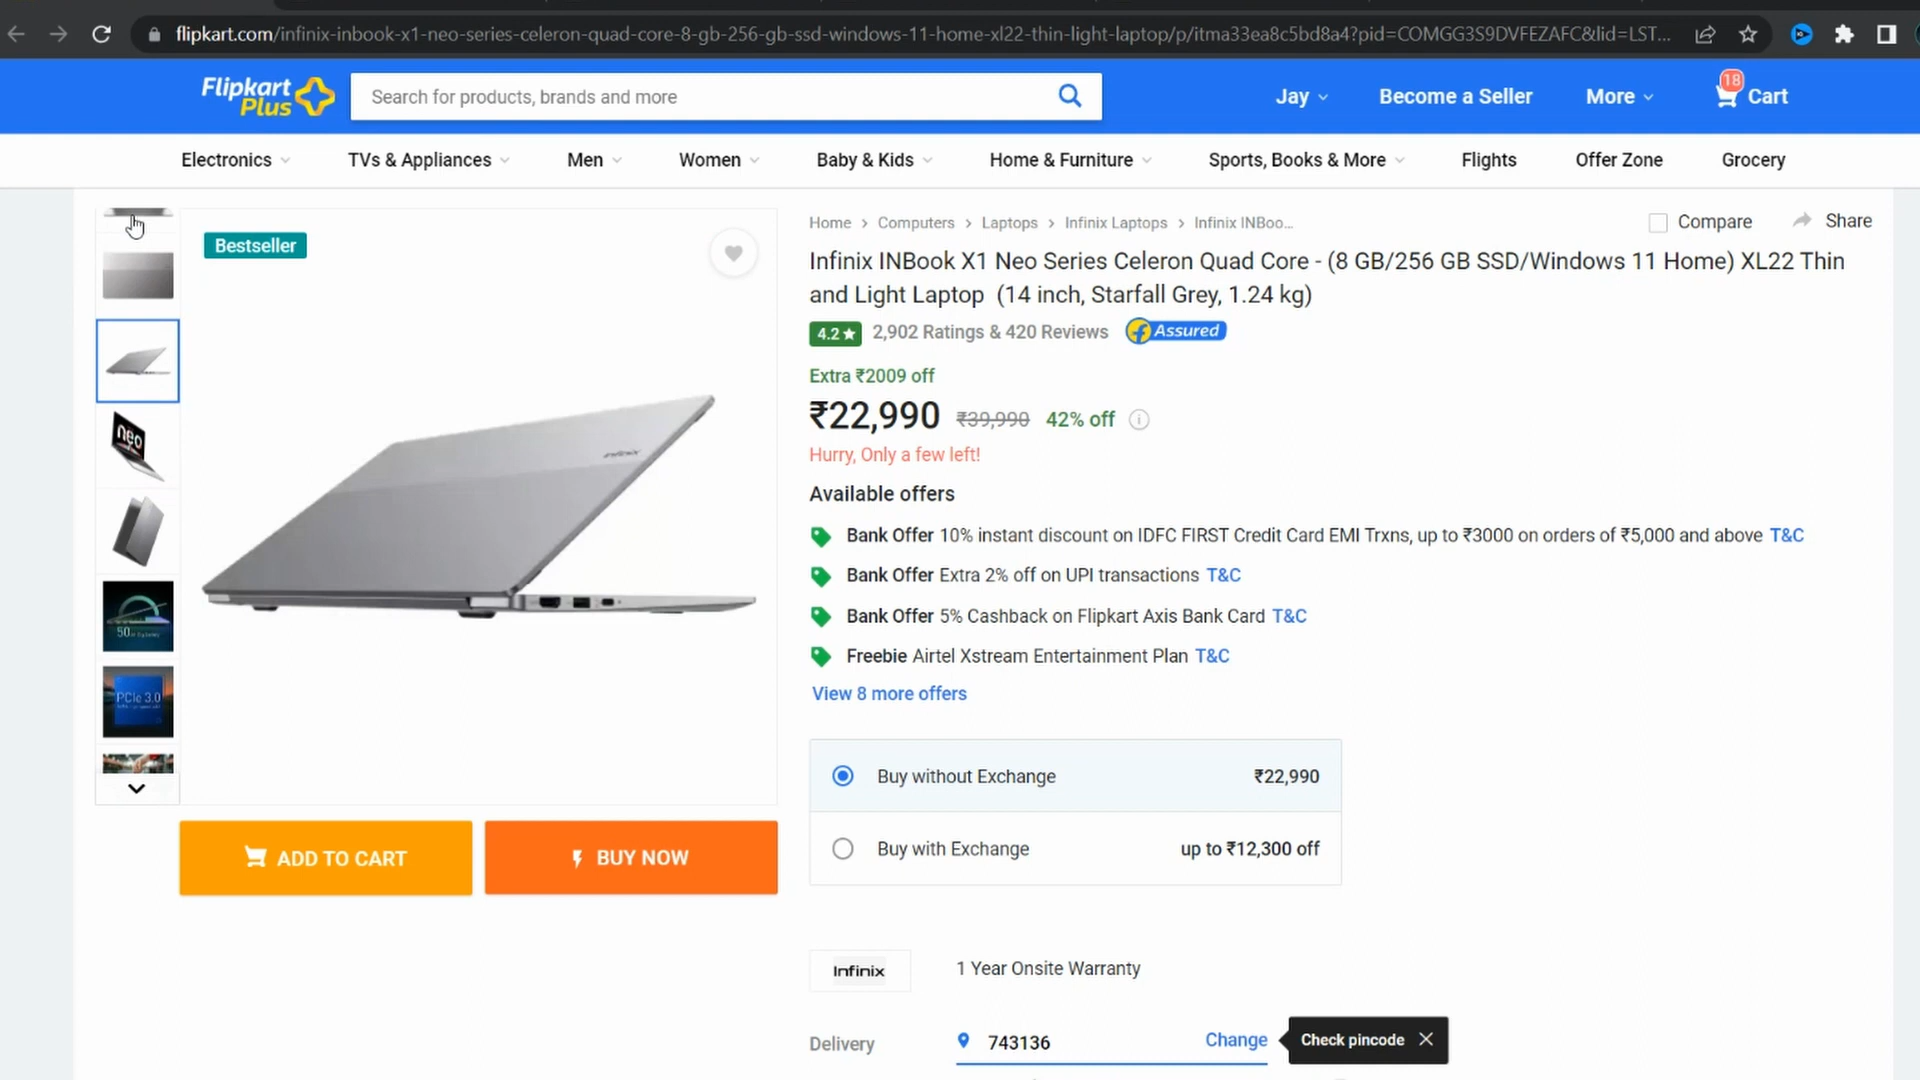 flipkart.com/infinix-inbook-x1-neo-series-celeron-quad-core-8-gb-256-gb-ssd-windows-11-home-xl22-thin-light-laptop/p/itma33ea8c5bd8a4?pid=COMGG3S9DVFEZAFC&lid=LST...
Flipkart
Plus
Search for products, brands and more
Jay
Become a Seller
More
18
Cart
Electronics
TVs & Appliances
Men
Women
Baby & Kids
Home & Furniture
Sports, Books & More
Flights
Offer Zone
Grocery
Bestseller
Infinix
neo
PCIe 3.0
Home > Computers > Laptops > Infinix Laptops > Infinix INBoo...
Compare
Share
Infinix INBook X1 Neo Series Celeron Quad Core - (8 GB/256 GB SSD/Windows 11 Home) XL22 Thin
and Light Laptop (14 inch, Starfall Grey, 1.24 kg)
4.2★ 2,902 Ratings & 420 Reviews Assured
Extra ₹2009 off
₹22,990 ₹39,990 42% off
Hurry, Only a few left!
Available offers
Bank Offer 10% instant discount on IDFC FIRST Credit Card EMI Trxns, up to ₹3000 on orders of ₹5,000 and above T&C
Bank Offer Extra 2% off on UPI transactions T&C
Bank Offer 5% Cashback on Flipkart Axis Bank Card T&C
Freebie Airtel Xstream Entertainment Plan T&C
View 8 more offers
Buy without Exchange ₹22,990
Buy with Exchange up to ₹12,300 off
ADD TO CART
BUY NOW
Infinix
1 Year Onsite Warranty
Delivery
743136
Change
Check pincode